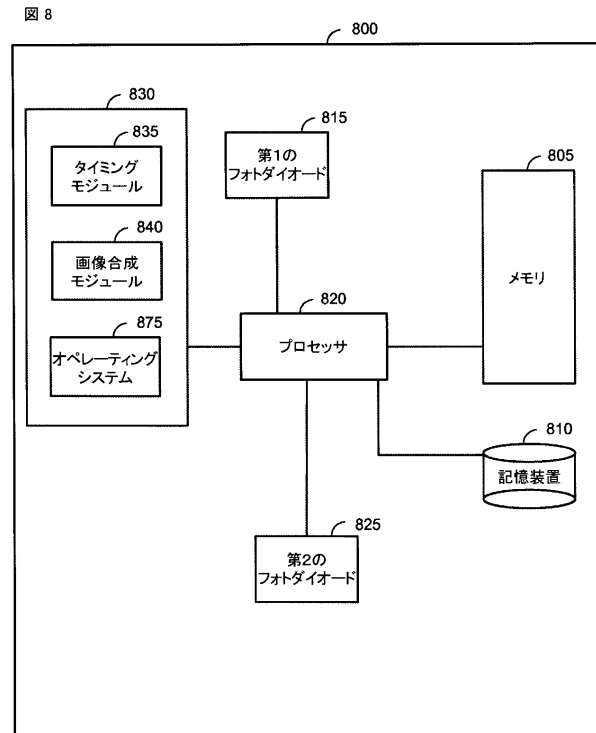 図 8
800
830
835
タイミング
モジュール
840
画像合成
モジュール
875
オペレーティング
システム
815
第1の
フォトダイオード
820
プロセッサ
805
メモリ
810
記憶装置
825
第2の
フォトダイオード